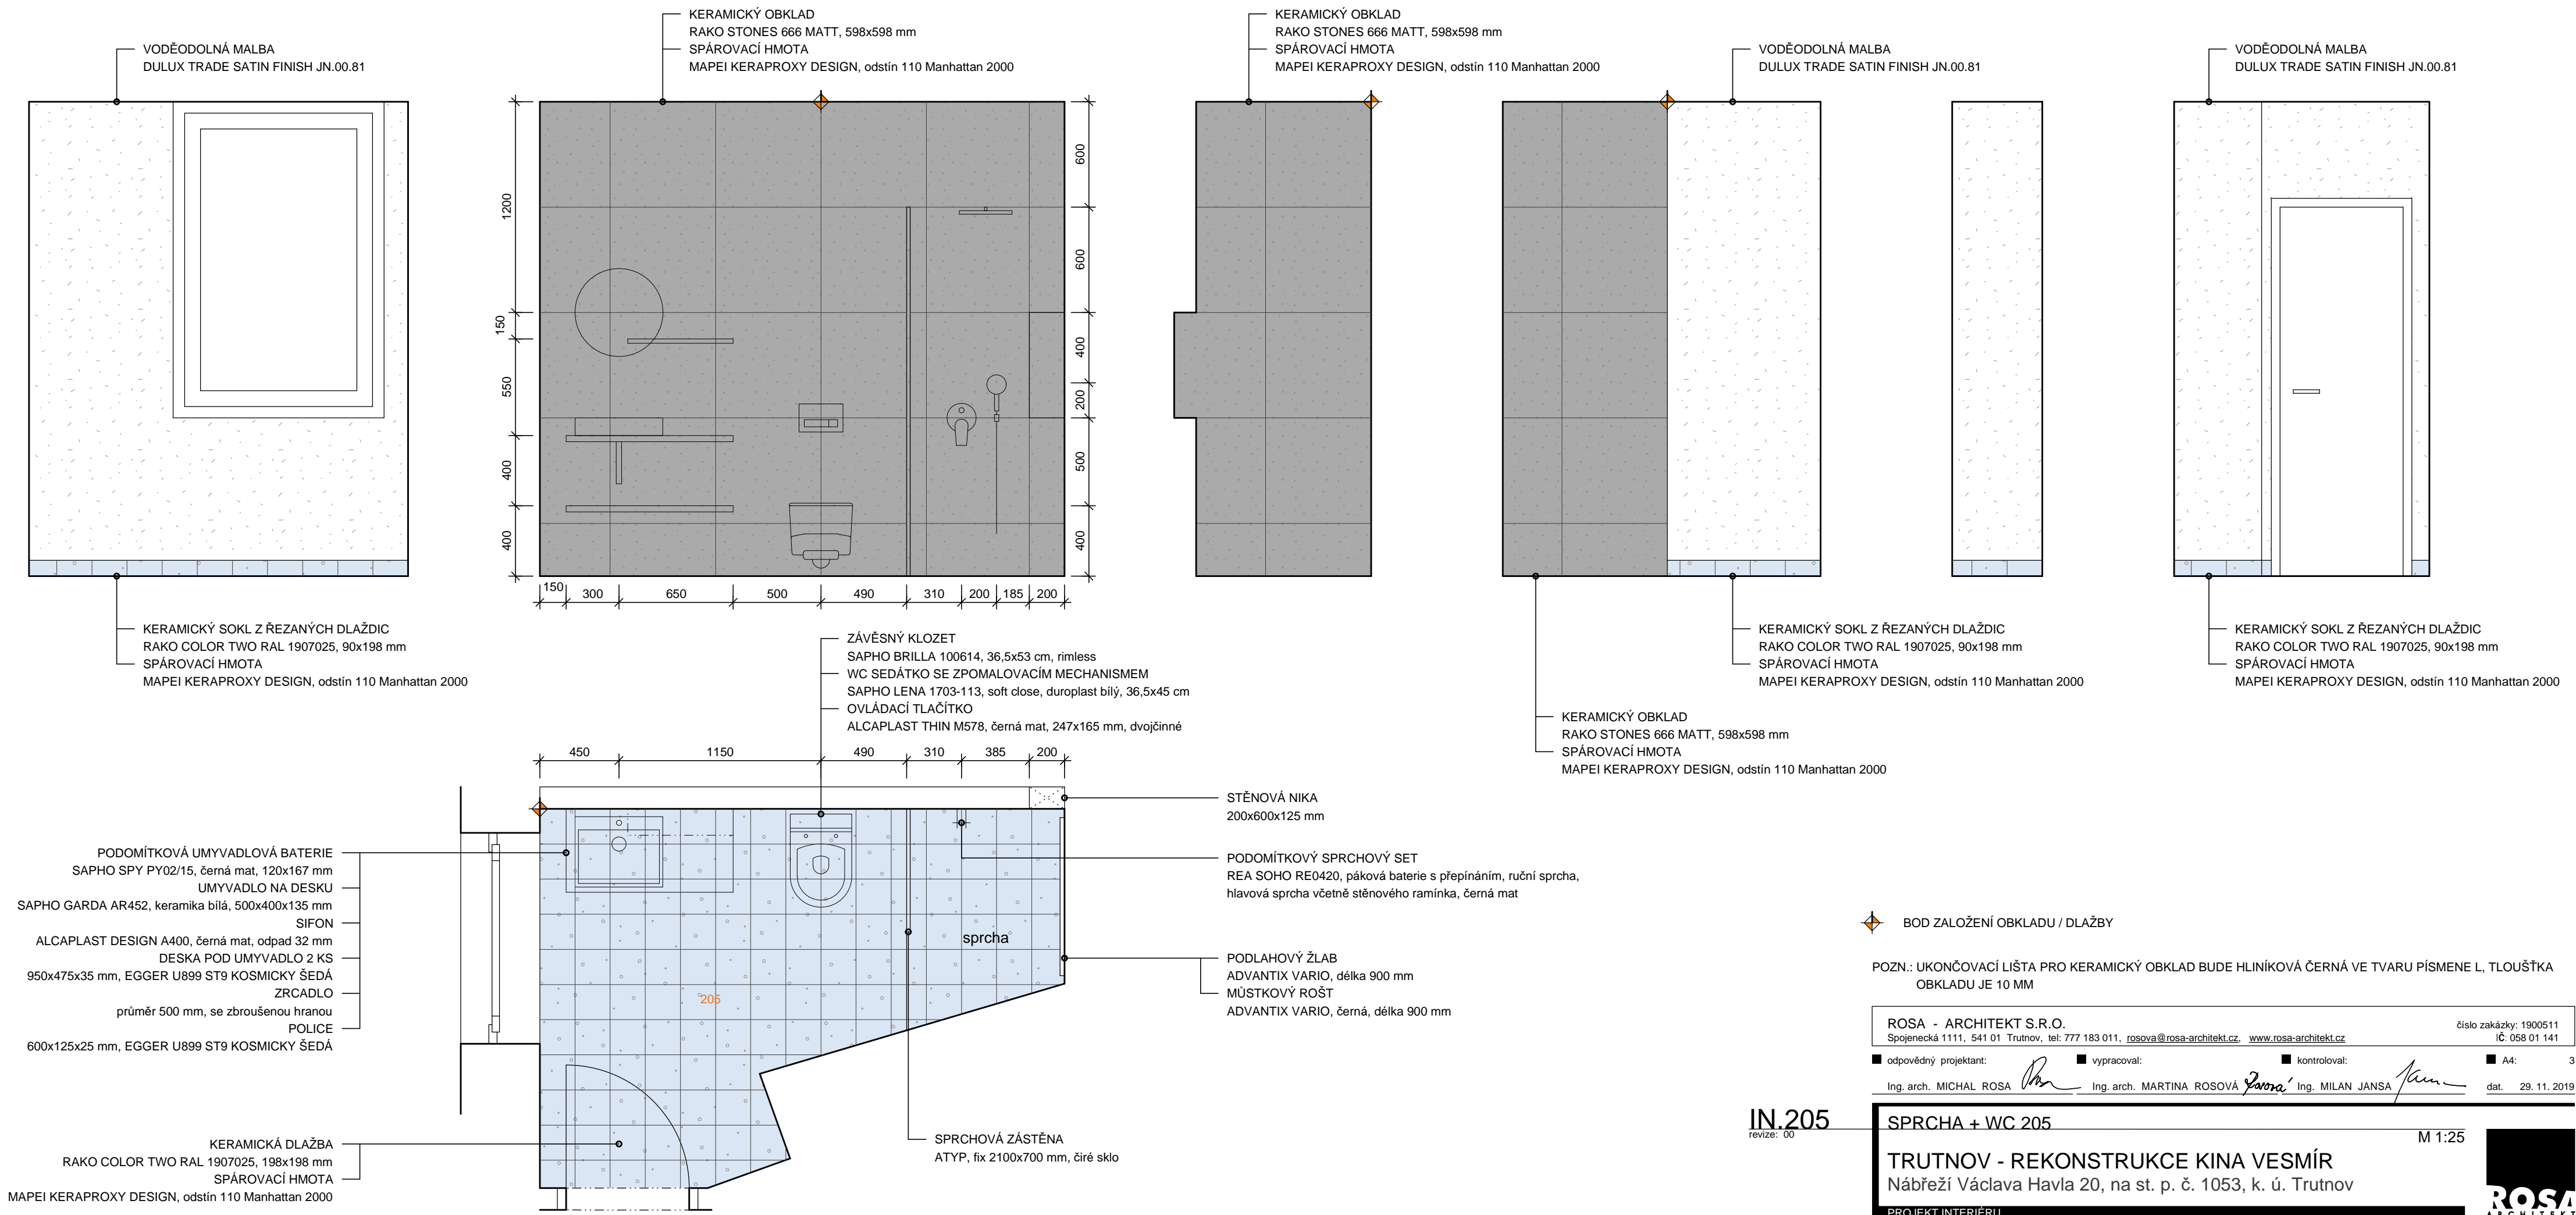 VODĚODOLNÁ MALBA
DULUX TRADE SATIN FINISH JN.00.81
KERAMICKÝ OBKLAD
RAKO STONES 666 MATT, 598x598 mm
SPÁROVACÍ HMOTA
MAPEI KERAPROXY DESIGN, odstín 110 Manhattan 2000
KERAMICKÝ OBKLAD
RAKO STONES 666 MATT, 598x598 mm
SPÁROVACÍ HMOTA
MAPEI KERAPROXY DESIGN, odstín 110 Manhattan 2000
VODĚODOLNÁ MALBA
DULUX TRADE SATIN FINISH JN.00.81
VODĚODOLNÁ MALBA
DULUX TRADE SATIN FINISH JN.00.81
1200
150
550
400
400
600
600
400
200
500
400
150 300 650 500 490 310 200 185 200
KERAMICKÝ SOKL Z ŘEZANÝCH DLAŽDIC
RAKO COLOR TWO RAL 1907025, 90x198 mm
SPÁROVACÍ HMOTA
MAPEI KERAPROXY DESIGN, odstín 110 Manhattan 2000
ZÁVĚSNÝ KLOZET
SAPHO BRILLA 100614, 36,5x53 cm, rimless
WC SEDÁTKO SE ZPOMALOVACÍM MECHANISMEM
SAPHO LENA 1703-113, soft close, duroplast bílý, 36,5x45 cm
OVLÁDACÍ TLAČÍTKO
ALCAPLAST THIN M578, černá mat, 247x165 mm, dvojčinné
KERAMICKÝ SOKL Z ŘEZANÝCH DLAŽDIC
RAKO COLOR TWO RAL 1907025, 90x198 mm
SPÁROVACÍ HMOTA
MAPEI KERAPROXY DESIGN, odstín 110 Manhattan 2000
KERAMICKÝ SOKL Z ŘEZANÝCH DLAŽDIC
RAKO COLOR TWO RAL 1907025, 90x198 mm
SPÁROVACÍ HMOTA
MAPEI KERAPROXY DESIGN, odstín 110 Manhattan 2000
KERAMICKÝ OBKLAD
RAKO STONES 666 MATT, 598x598 mm
SPÁROVACÍ HMOTA
MAPEI KERAPROXY DESIGN, odstín 110 Manhattan 2000
450 1150 490 310 385 200
PODOMÍTKOVÁ UMYVADLOVÁ BATERIE
SAPHO SPY PY02/15, černá mat, 120x167 mm
UMYVADLO NA DESKU
SAPHO GARDA AR452, keramika bílá, 500x400x135 mm
SIFON
ALCAPLAST DESIGN A400, černá mat, odpad 32 mm
DESKA POD UMYVADLO 2 KS
950x475x35 mm, EGGER U899 ST9 KOSMICKY ŠEDÁ
ZRCADLO
průměr 500 mm, se zbroušenou hranou
POLICE
600x125x25 mm, EGGER U899 ST9 KOSMICKY ŠEDÁ
KERAMICKÁ DLAŽBA
RAKO COLOR TWO RAL 1907025, 198x198 mm
SPÁROVACÍ HMOTA
MAPEI KERAPROXY DESIGN, odstín 110 Manhattan 2000
sprcha
205
STĚNOVÁ NIKA
200x600x125 mm
PODOMÍTKOVÝ SPRCHOVÝ SET
REA SOHO RE0420, páková baterie s přepínáním, ruční sprcha,
hlavová sprcha včetně stěnového ramínka, černá mat
PODLAHOVÝ ŽLAB
ADVANTIX VARIO, délka 900 mm
MŮSTKOVÝ ROŠT
ADVANTIX VARIO, černá, délka 900 mm
SPRCHOVÁ ZÁSTĚNA
ATYP, fix 2100x700 mm, čiré sklo
BOD ZALOŽENÍ OBKLADU / DLAŽBY
POZN.: UKONČOVACÍ LIŠTA PRO KERAMICKÝ OBKLAD BUDE HLINÍKOVÁ ČERNÁ VE TVARU PÍSMENE L, TLOUŠŤKA
OBKLADU JE 10 MM
ROSA - ARCHITEKT S.R.O.
číslo zakázky: 1900511
Spojenecká 1111, 541 01 Trutnov, tel: 777 183 011, rosova@rosa-architekt.cz, www.rosa-architekt.cz
IČ: 058 01 141
odpovědný projektant: vypracoval: kontroloval: A4: 3
Ing. arch. MICHAL ROSA Ing. arch. MARTINA ROSOVÁ Ing. MILAN JANSA dat. 29. 11. 2019
IN.205
revize: 00
SPRCHA + WC 205
M 1:25
TRUTNOV - REKONSTRUKCE KINA VESMÍR
Nábřeží Václava Havla 20, na st. p. č. 1053, k. ú. Trutnov
PROJEKT INTERIÉRU
ROSA
ARCHITEKT